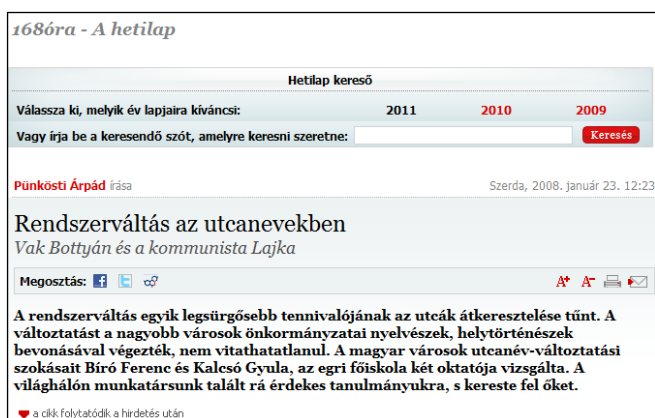 168óra - A hetilap
Hetilap kereső
Válassza ki, melyik év lapjaira kíváncsi: 2011 2010 2009
Vagy írja be a keresendő szót, amelyre keresni szeretne: Keresés
Pünkösti Árpád írása Szerda, 2008. január 23. 12:23
Rendszerváltás az utcanevekben
Vak Bottyán és a kommunista Lajka
Megosztás: A+ A-
A rendszerváltás egyik legsürgősebb tennivalójának az utcák átkeresztelése tűnt. A
változtatást a nagyobb városok önkormányzatai nyelvészek, helytörténészek
bevonásával végezték, nem vitathatatlanul. A magyar városok utcanév-változtatási
szokásait Bíró Ferenc és Kalcsó Gyula, az egri főiskola két oktatója vizsgálta. A
világhálón munkatársunk talált rá érdekes tanulmányukra, s kereste fel őket.
a cikk folytatódik a hirdetés után